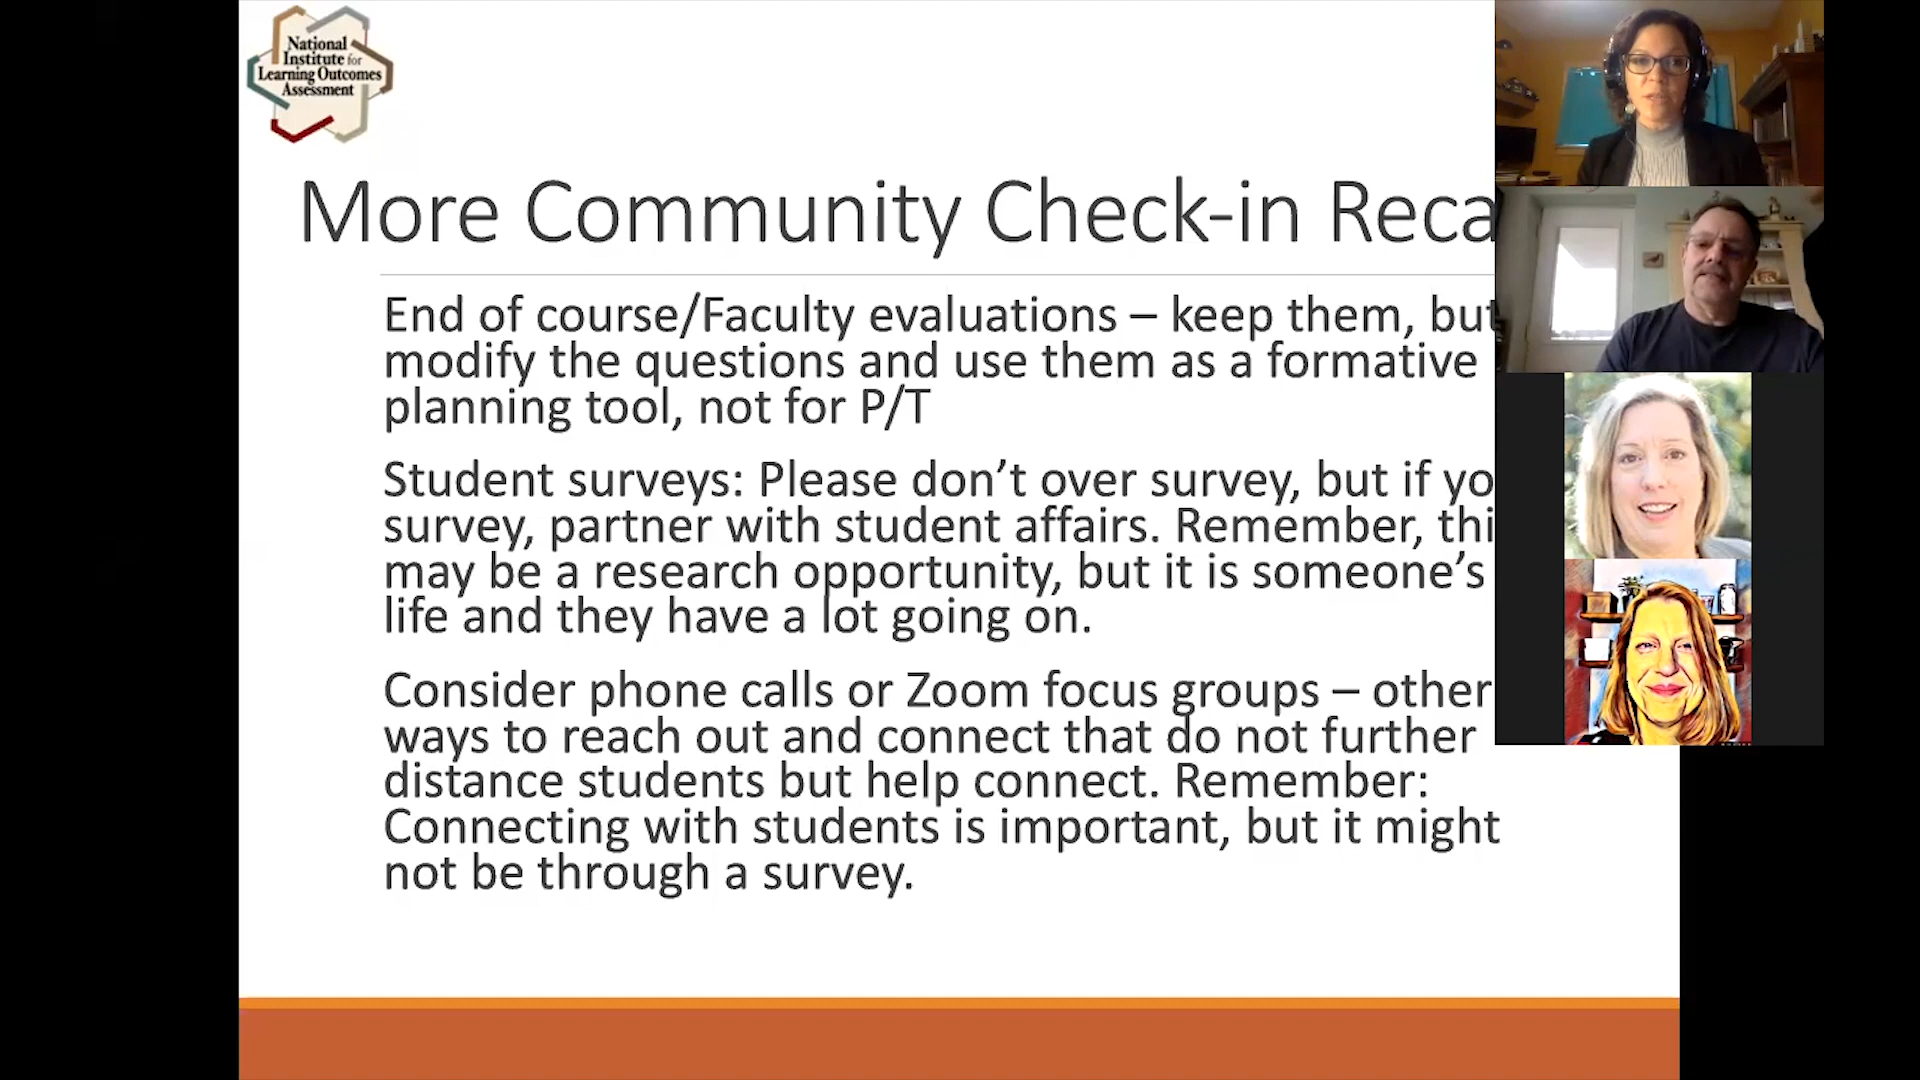 National
Institute for
Learning Outcomes
Assessment
More Community Check-in Reca
End of course/Faculty evaluations – keep them, but
modify the questions and use them as a formative
planning tool, not for P/T
Student surveys: Please don’t over survey, but if yo
survey, partner with student affairs. Remember, thi
may be a research opportunity, but it is someone’s
life and they have a lot going on.
Consider phone calls or Zoom focus groups – other
ways to reach out and connect that do not further
distance students but help connect. Remember:
Connecting with students is important, but it might
not be through a survey.